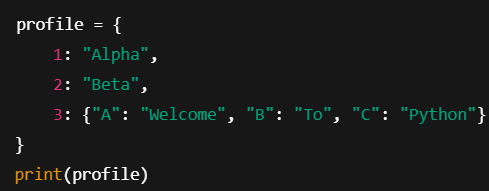 profile = {
    1: "Alpha",
    2: "Beta",
    3: {"A": "Welcome", "B": "To", "C": "Python"}
}
print(profile)